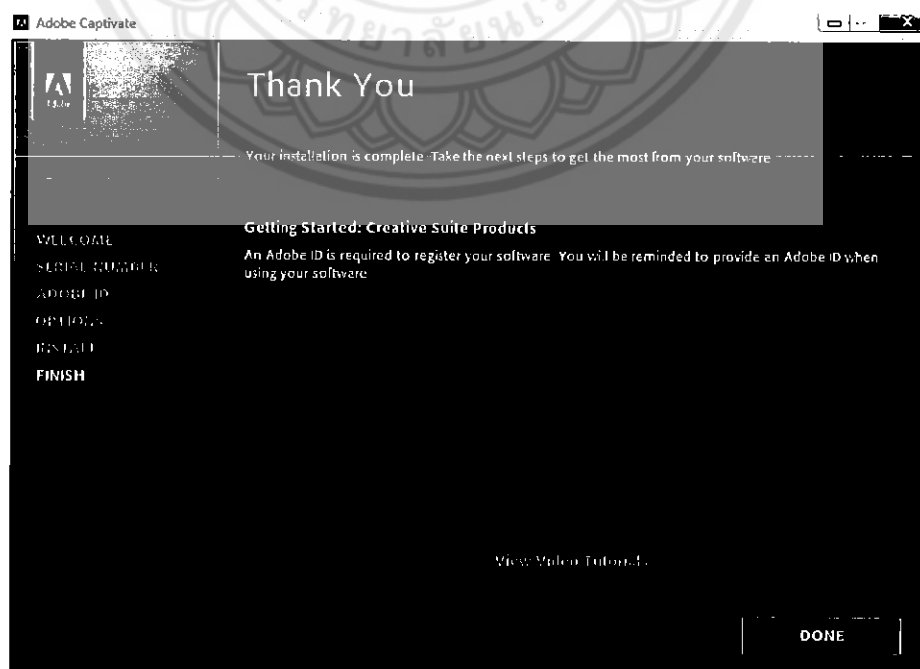 Adobe Captivate
Adobe
Thank You
Your installation is complete. Take the next steps to get the most from your software
Getting Started: Creative Suite Products
An Adobe ID is required to register your software. You will be reminded to provide an Adobe ID when
using your software
WELCOME
SERIAL NUMBER
ADOBE ID
OPTIONS
INSTALL
FINISH
View Video Tutorials
DONE